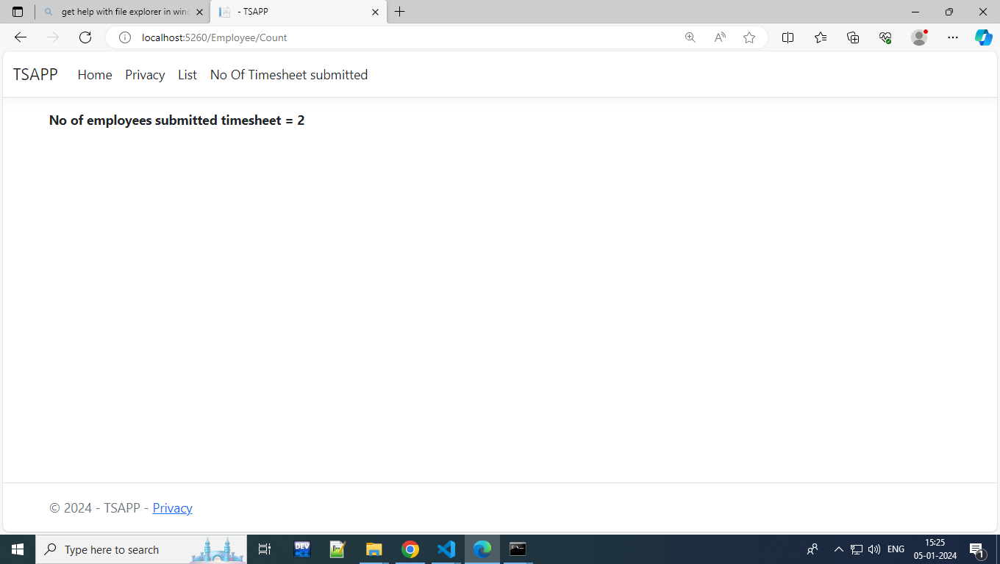 get help with file explorer in winc
- TSAPP
localhost:5260/Employee/Count
TSAPP Home Privacy List No Of Timesheet submitted
No of employees submitted timesheet = 2
© 2024 - TSAPP - Privacy
Type here to search
DEV
ENG
15:25
05-01-2024
1